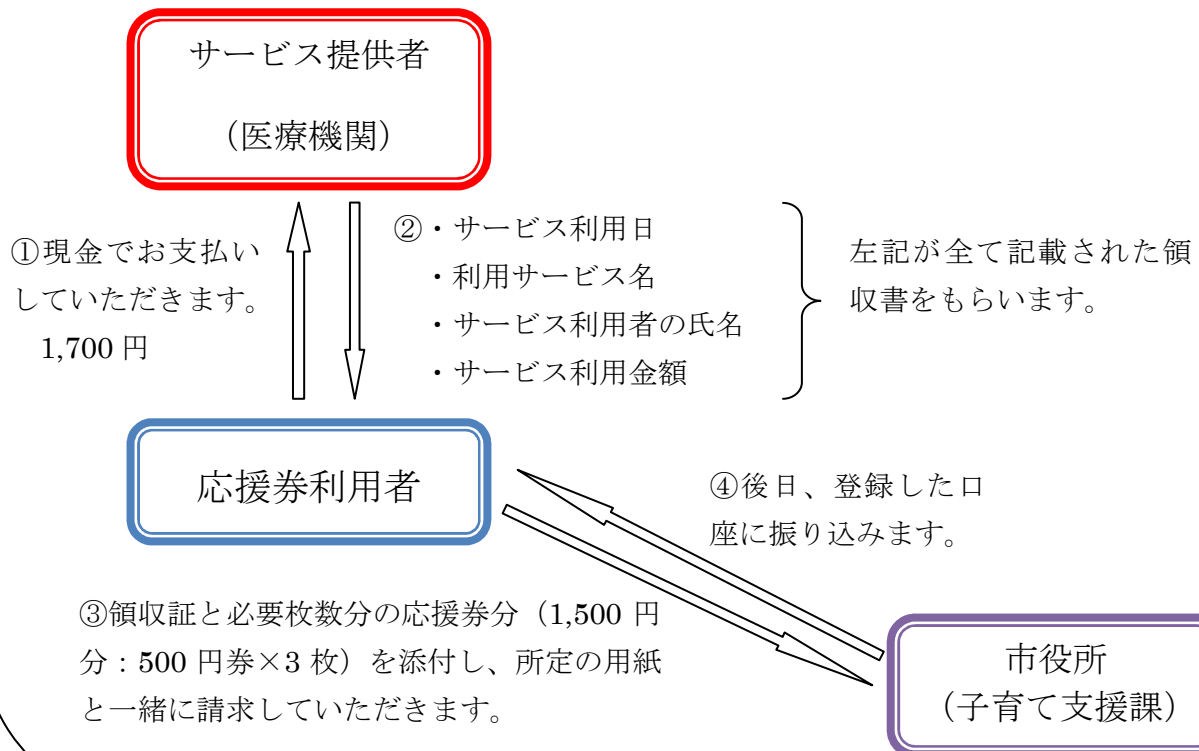 サービス提供者
（医療機関）
①現金でお支払い
していただきます。
1,700 円
②・サービス利用日
・利用サービス名
・サービス利用者の氏名
・サービス利用金額
左記が全て記載された領
収書をもらいます。
応援券利用者
④後日、登録した口
座に振り込みます。
③領収証と必要枚数分の応援券分（1,500 円
分：500 円券×3 枚）を添付し、所定の用紙
と一緒に請求していただきます。
市役所
（子育て支援課）